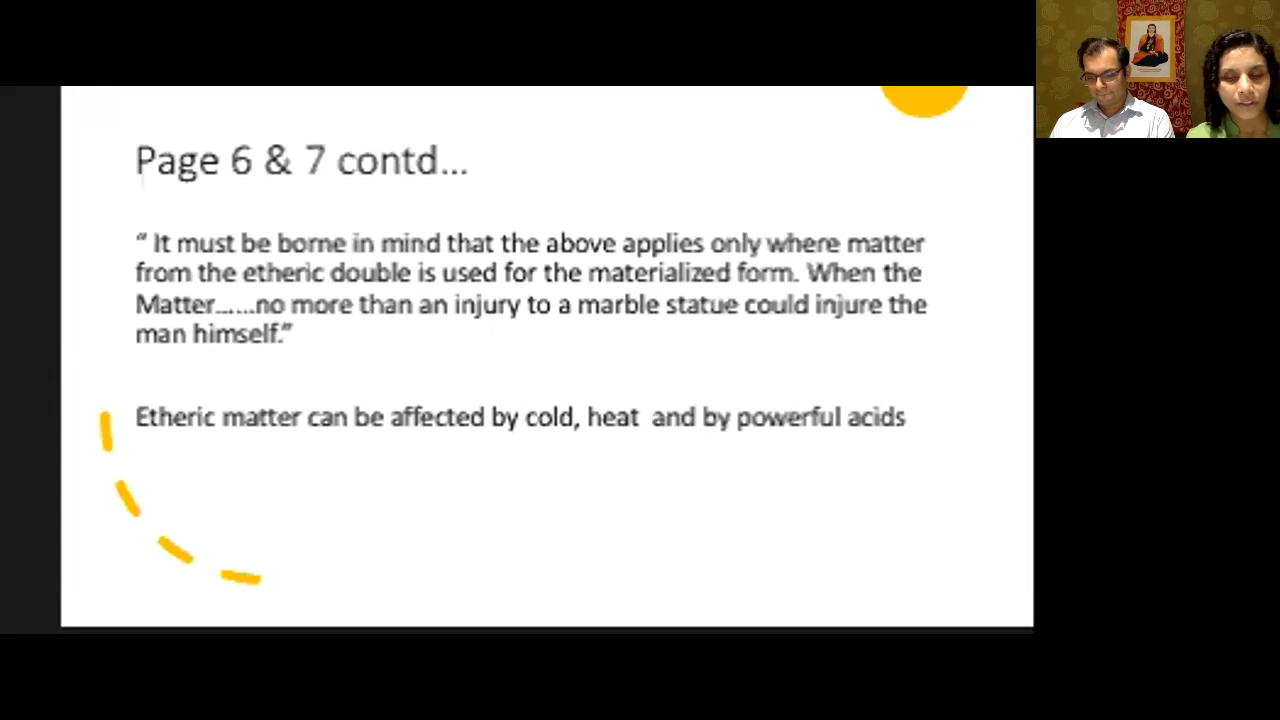 Page 6 & 7 contd...
“ It must be borne in mind that the above applies only where matter
from the etheric double is used for the materialized form. When the
Matter......no more than an injury to a marble statue could injure the
man himself.”
Etheric matter can be affected by cold, heat  and by powerful acids